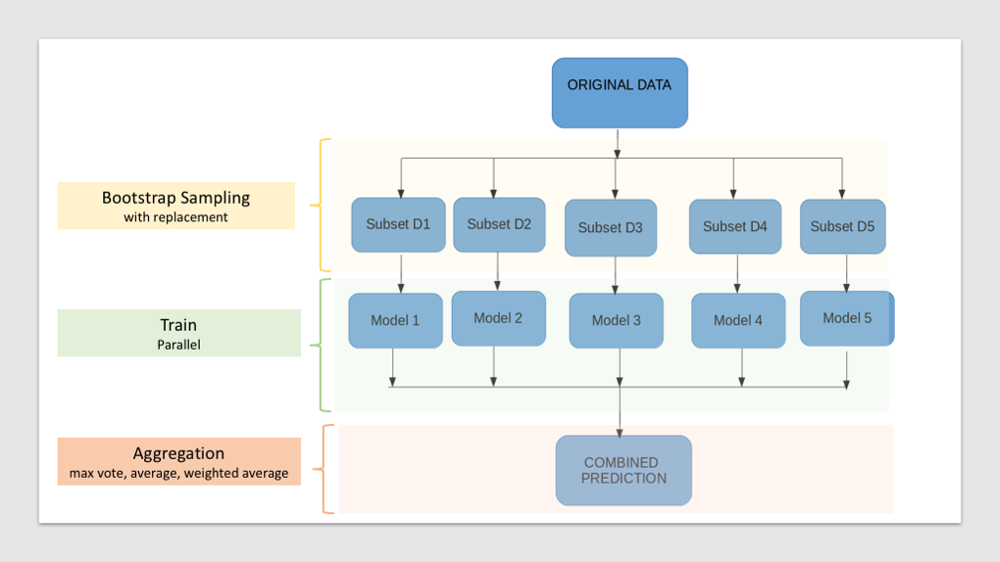 ORIGINAL DATA
Bootstrap Sampling
with replacement
Subset D1
Subset D2
Subset D3
Subset D4
Subset D5
Train
Parallel
Model 1
Model 2
Model 3
Model 4
Model 5
Aggregation
max vote, average, weighted average
COMBINED
PREDICTION